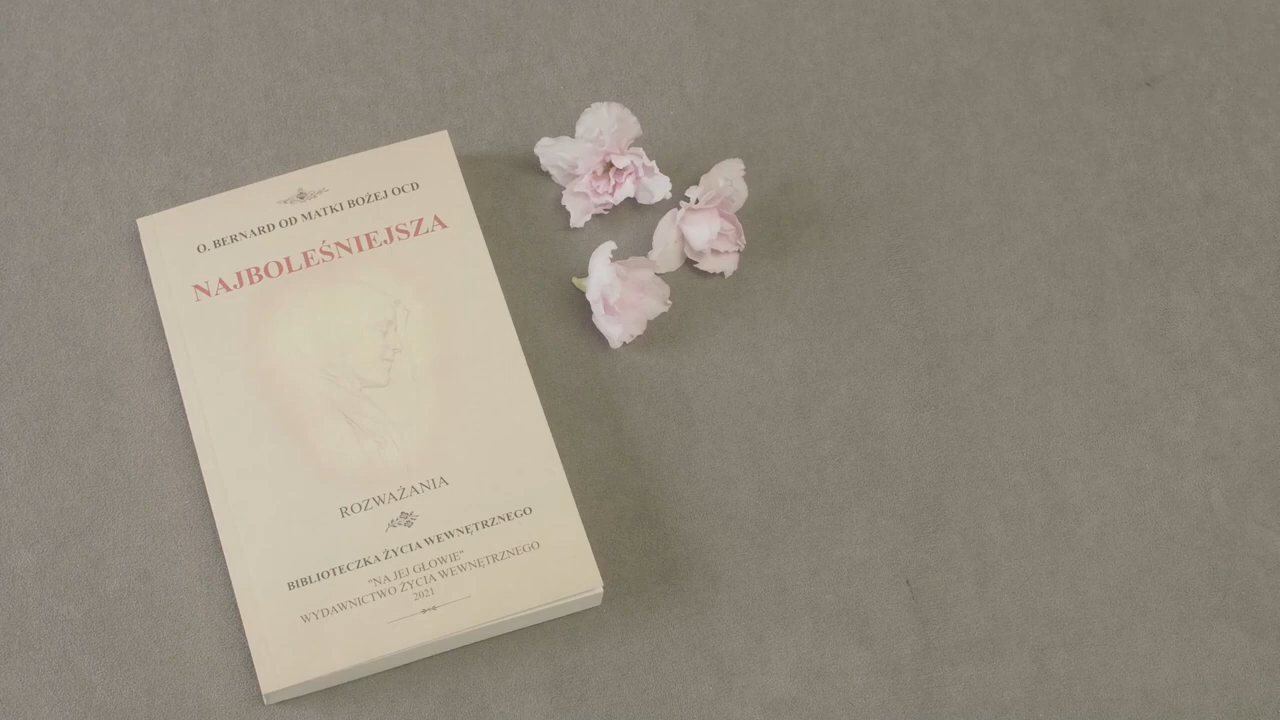 O. BERNARD OD MATKI BOŻEJ OCD
NAJBOLEŚNIEJSZA
ROZWAŻANIA
BIBLIOTECZKA ŻYCIA WEWNĘTRZNEGO
"NA JEJ GŁOWIE"
WYDAWNICTWO ŻYCIA WEWNĘTRZNEGO
2021